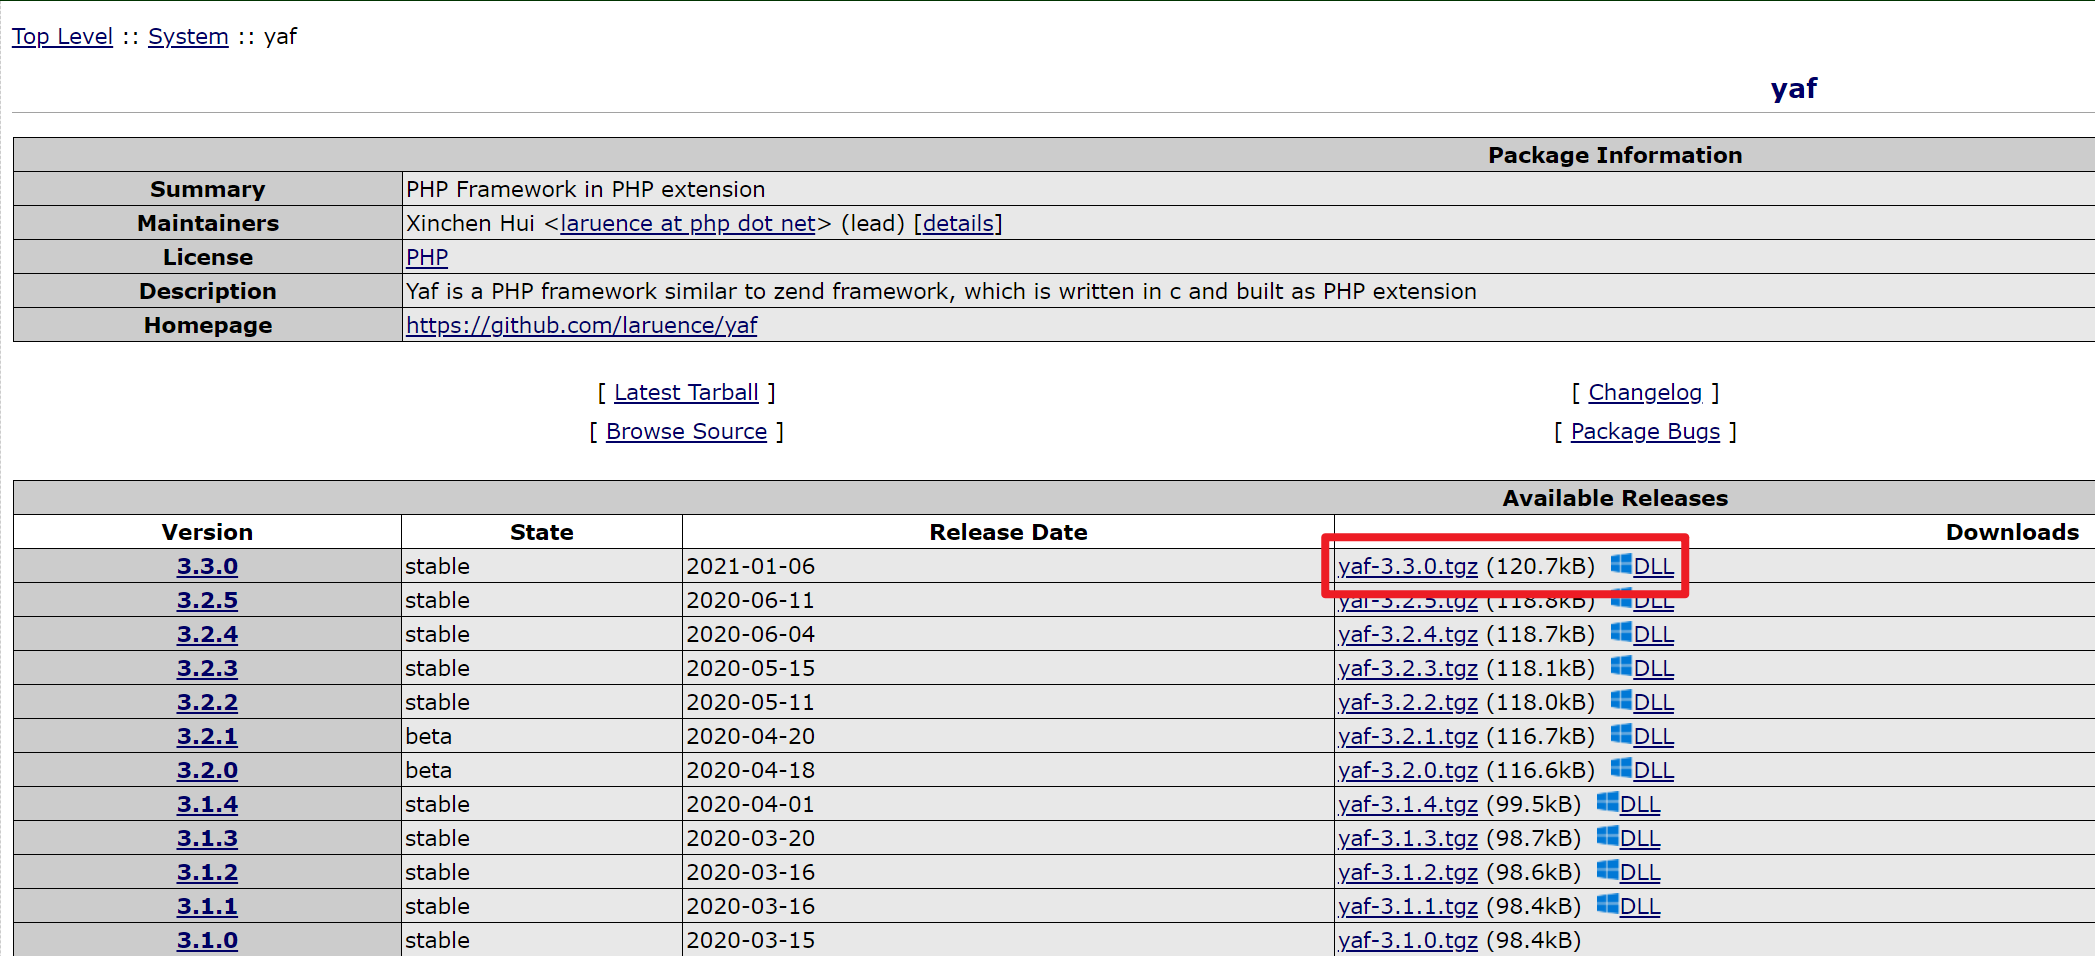 Top Level :: System :: yaf
yaf
Package Information
Summary PHP Framework in PHP extension
Maintainers Xinchen Hui <laruence at php dot net> (lead) [details]
License PHP
Description Yaf is a PHP framework similar to zend framework, which is written in c and built as PHP extension
Homepage https://github.com/laruence/yaf
[ Latest Tarball ] [ Changelog ]
[ Browse Source ] [ Package Bugs ]
Available Releases
Version State Release Date Downloads
3.3.0 stable 2021-01-06 yaf-3.3.0.tgz (120.7kB) DLL
3.2.5 stable 2020-06-11 yaf-3.2.5.tgz (118.8kB) DLL
3.2.4 stable 2020-06-04 yaf-3.2.4.tgz (118.7kB) DLL
3.2.3 stable 2020-05-15 yaf-3.2.3.tgz (118.1kB) DLL
3.2.2 stable 2020-05-11 yaf-3.2.2.tgz (118.0kB) DLL
3.2.1 beta 2020-04-20 yaf-3.2.1.tgz (116.7kB) DLL
3.2.0 beta 2020-04-18 yaf-3.2.0.tgz (116.6kB) DLL
3.1.4 stable 2020-04-01 yaf-3.1.4.tgz (99.5kB) DLL
3.1.3 stable 2020-03-20 yaf-3.1.3.tgz (98.7kB) DLL
3.1.2 stable 2020-03-16 yaf-3.1.2.tgz (98.6kB) DLL
3.1.1 stable 2020-03-16 yaf-3.1.1.tgz (98.4kB) DLL
3.1.0 stable 2020-03-15 yaf-3.1.0.tgz (98.4kB)